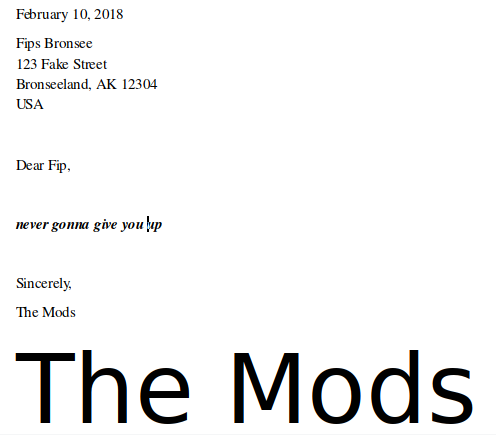 February 10, 2018
Fips Bronsee
123 Fake Street
Bronseeland, AK 12304
USA
Dear Fip,
never gonna give you up
Sincerely,
The Mods
The Mods